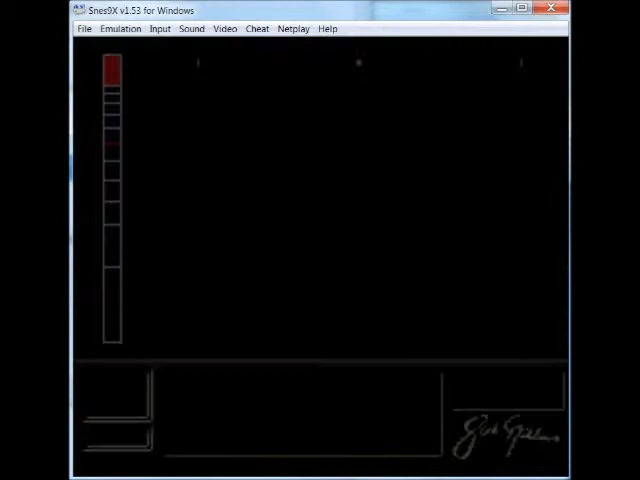 Snes9X v1.53 for Windows
File Emulation Input Sound Video Cheat Netplay Help